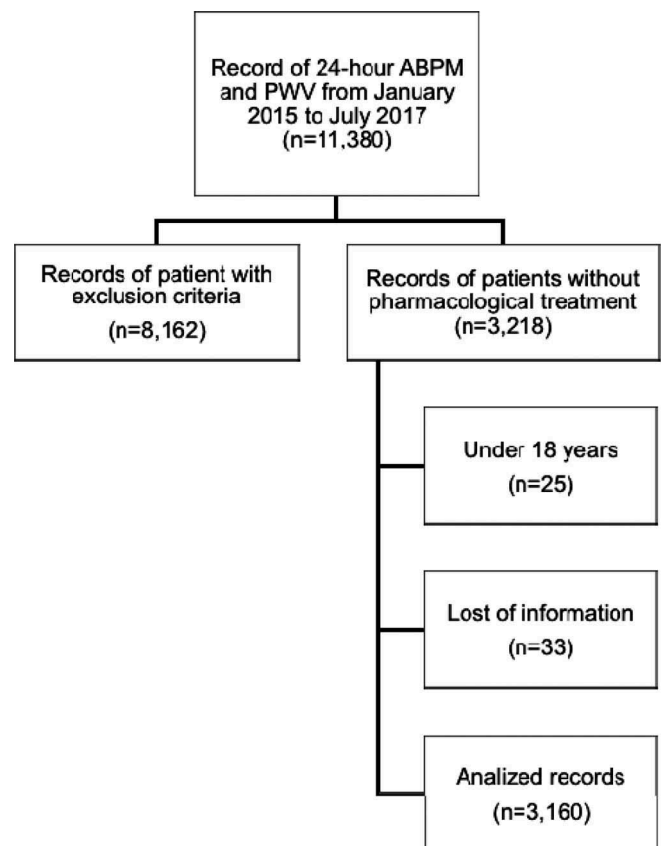 Record of 24-hour ABPM
and PWV from January
2015 to July 2017
(n=11,380)
Records of patient with
exclusion criteria
(n=8,162)
Records of patients without
pharmacological treatment
(n=3,218)
Under 18 years
(n=25)
Lost of information
(n=33)
Analized records
(n=3,160)